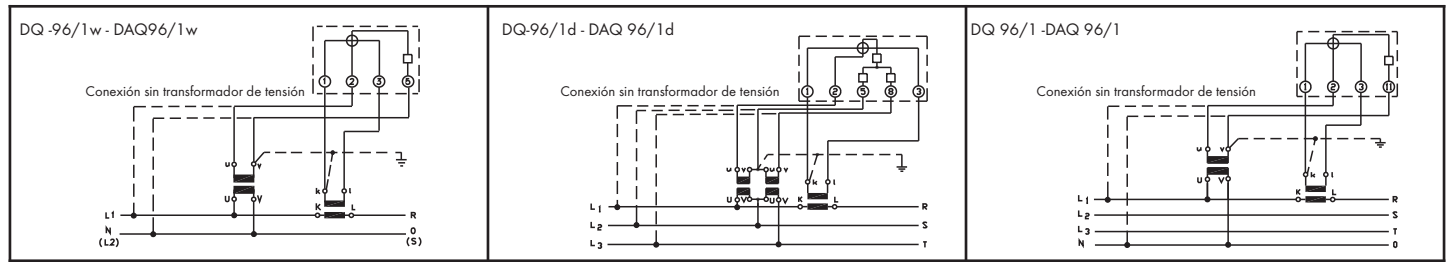 DQ -96/1w - DAQ96/1w
1 2 3 5
Conexión sin transformador de tensión
u v
k l
U V
K L
L1 R
N O
(L2) (S)
DQ-96/1d - DAQ 96/1d
1 2 5 8 3
Conexión sin transformador de tensión
u v u v
k l
U V U V
K L
L1 R
L2 S
L3 T
DQ 96/1 -DAQ 96/1
1 2 3 11
Conexión sin transformador de tensión
u v
k l
U V
K L
L1 R
L2 S
L3 T
N O